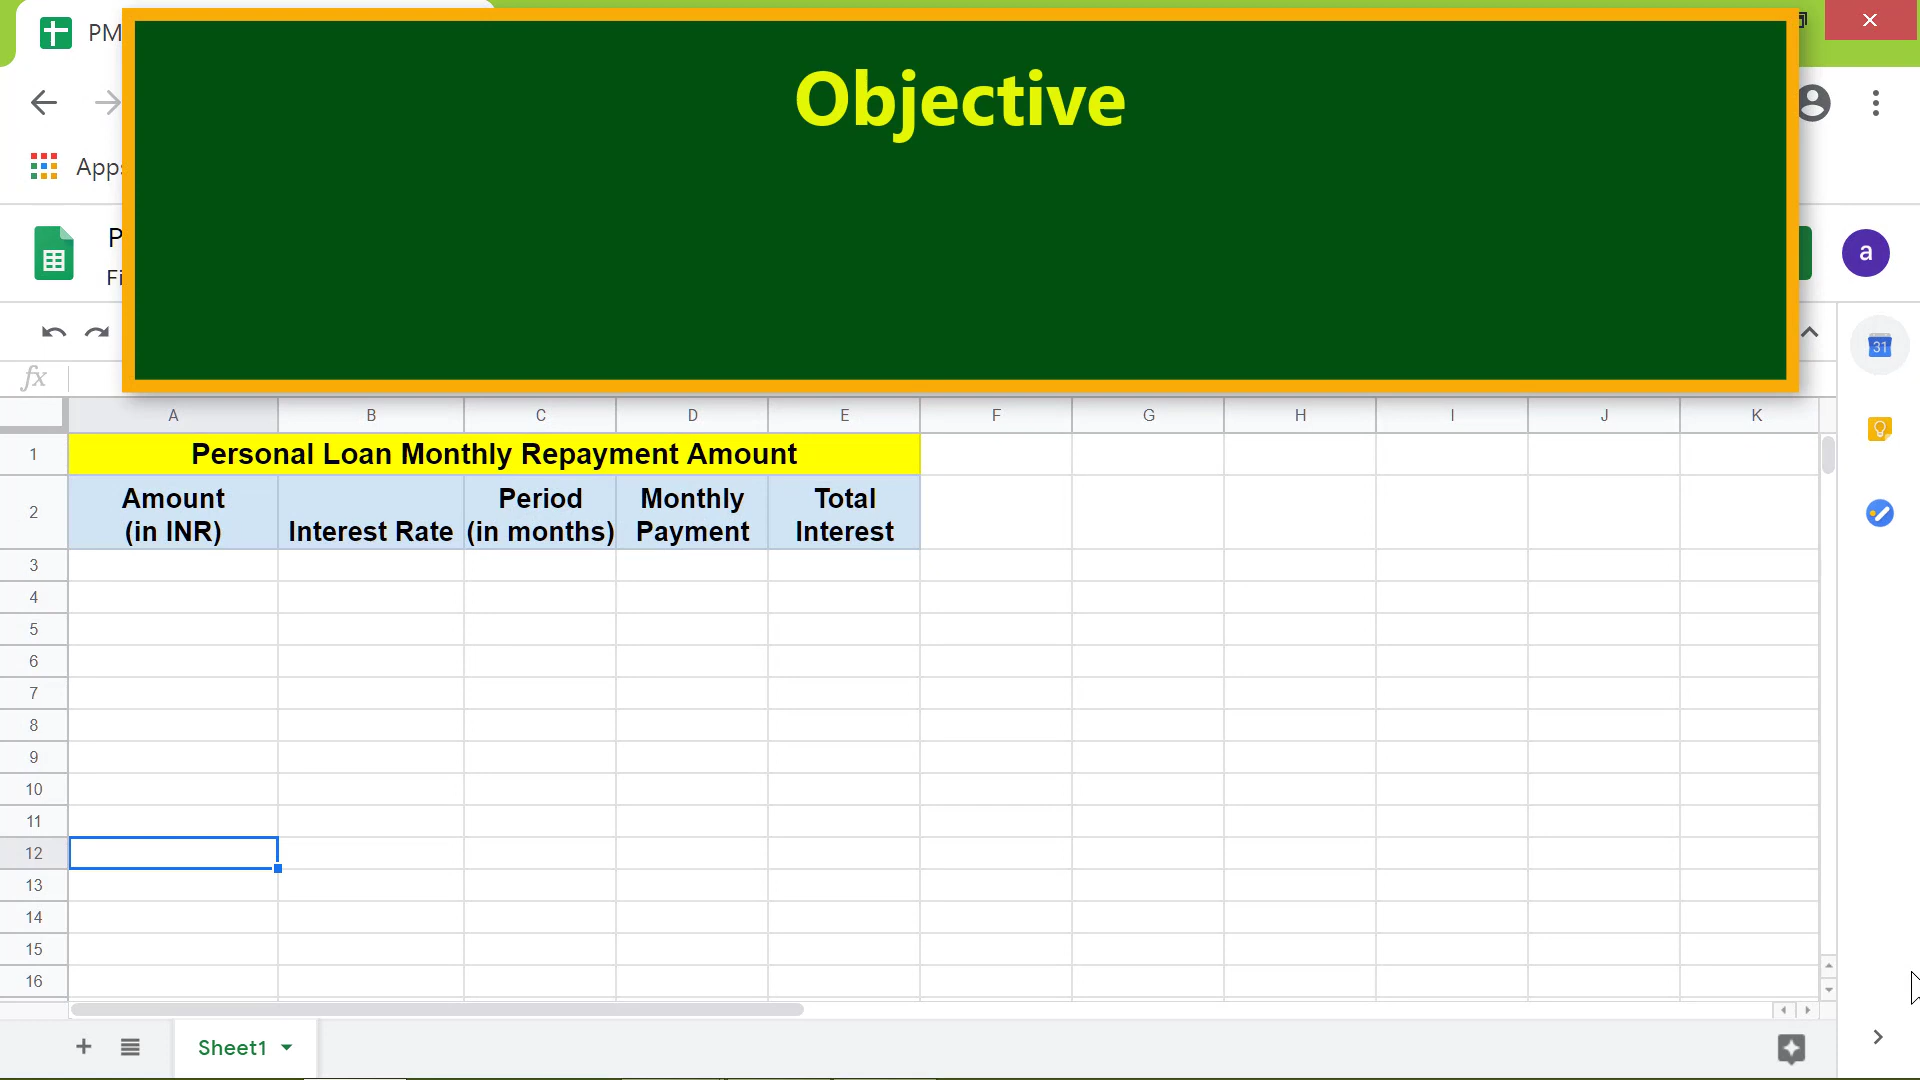 PM
Objective
Apps
P
Fi
31
a
fx
A B C D E F G H I J K
1 Personal Loan Monthly Repayment Amount
2 Amount (in INR) Interest Rate Period (in months) Monthly Payment Total Interest
3
4
5
6
7
8
9
10
11
12
13
14
15
16
Sheet1